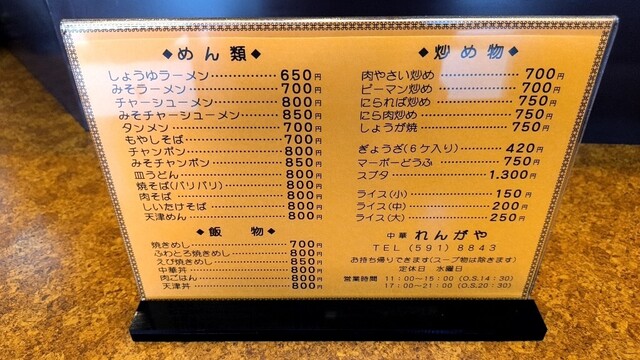 ◆めん類◆
しょうゆラーメン 650円
みそラーメン 700円
チャーシューメン 800円
みそチャーシューメン 850円
タンメン 700円
もやしそば 700円
チャンポン 800円
みそチャンポン 850円
皿うどん 800円
焼そば(バリバリ) 800円
肉そば 800円
しいたけそば 800円
天津めん 800円
◆飯物◆
焼きめし 700円
ふわとろ焼きめし 800円
えび焼きめし 850円
中華丼 800円
肉ごはん 800円
天津丼 800円
◆炒め物◆
肉やさい炒め 700円
ピーマン炒め 700円
にられば炒め 750円
にら肉炒め 750円
しょうが焼 750円
ぎょうざ(6ケ入り) 420円
マーボーどうふ 750円
スブタ 1.300円
ライス(小) 150円
ライス(中) 200円
ライス(大) 250円
中華 れんがや
TEL (591) 8843
お持ち帰りできます(スープ物は除きます)
定休日 水曜日
営業時間 11:00〜15:00 (O.S.14:30)
17:00〜21:00 (O.S.20:30)